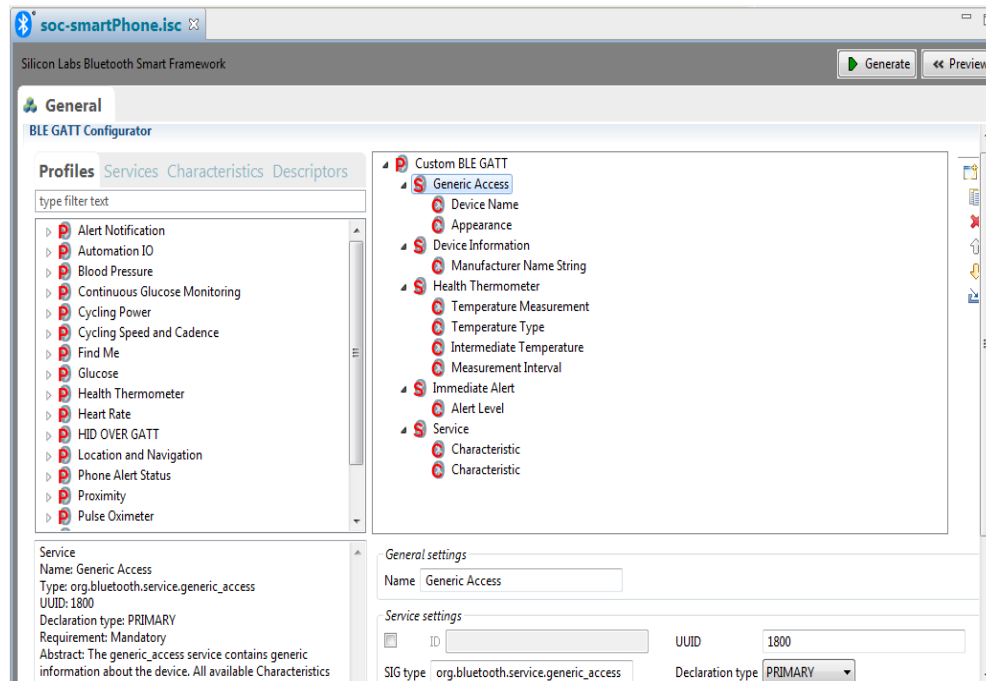 soc-smartPhone.isc
Silicon Labs Bluetooth Smart Framework
Generate
Preview
General
BLE GATT Configurator
Profiles Services Characteristics Descriptors
type filter text
Alert Notification
Automation IO
Blood Pressure
Continuous Glucose Monitoring
Cycling Power
Cycling Speed and Cadence
Find Me
Glucose
Health Thermometer
Heart Rate
HID OVER GATT
Location and Navigation
Phone Alert Status
Proximity
Pulse Oximeter
Custom BLE GATT
Generic Access
Device Name
Appearance
Device Information
Manufacturer Name String
Health Thermometer
Temperature Measurement
Temperature Type
Intermediate Temperature
Measurement Interval
Immediate Alert
Alert Level
Service
Characteristic
Characteristic
Service
Name: Generic Access
Type: org.bluetooth.service.generic_access
UUID: 1800
Declaration type: PRIMARY
Requirement: Mandatory
Abstract: The generic_access service contains generic
information about the device. All available Characteristics
General settings
Name Generic Access
Service settings
ID
UUID 1800
SIG type org.bluetooth.service.generic_access
Declaration type PRIMARY